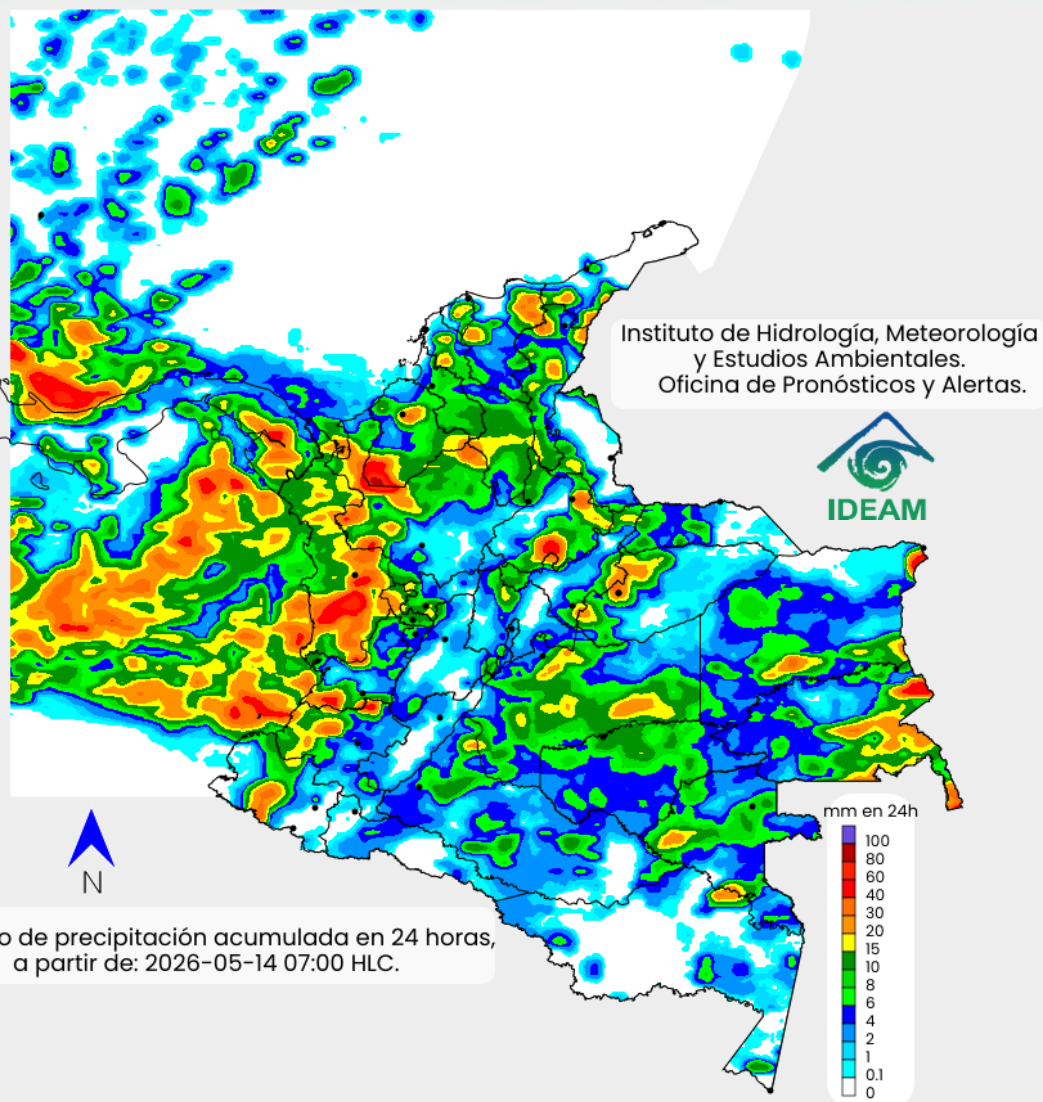 Instituto de Hidrología, Meteorología
y Estudios Ambientales.
Oficina de Pronósticos y Alertas.
IDEAM
N
o de precipitación acumulada en 24 horas,
a partir de: 2026-05-14 07:00 HLC.
mm en 24h
100
80
60
40
30
20
15
10
8
6
4
2
1
0.1
0